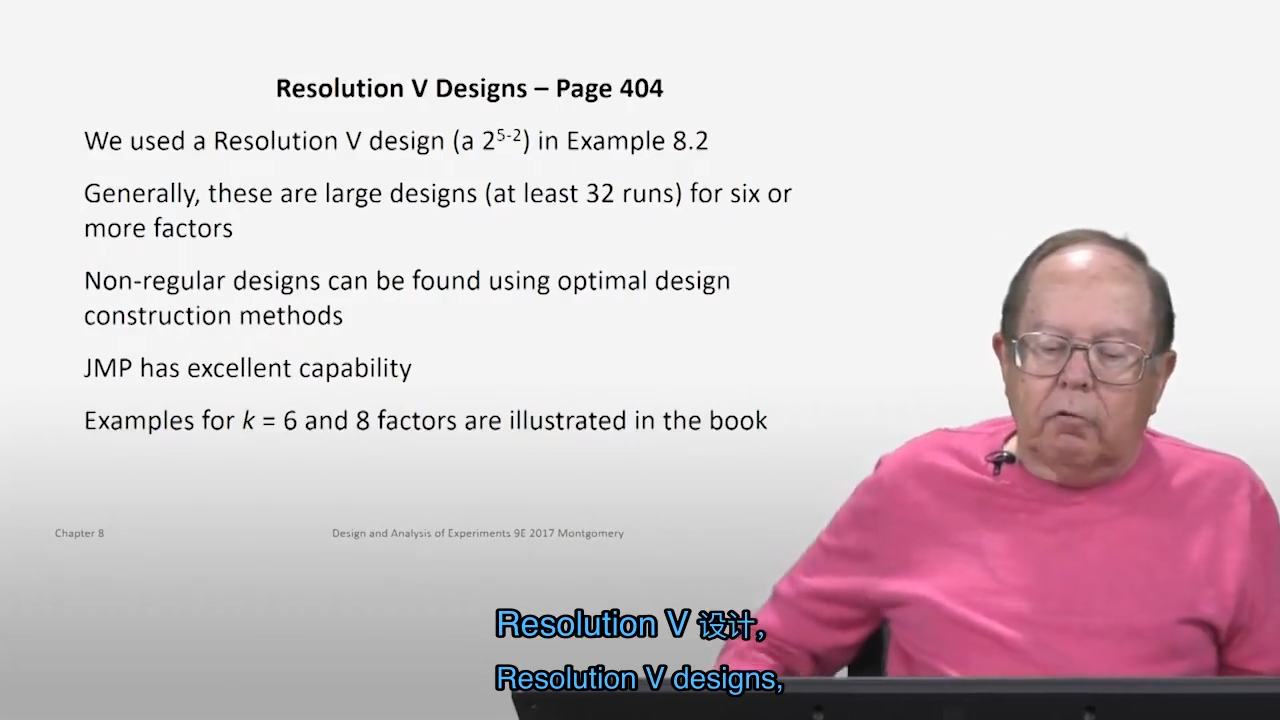 Resolution V Designs – Page 404
We used a Resolution V design (a 2^5-2) in Example 8.2
Generally, these are large designs (at least 32 runs) for six or
more factors
Non-regular designs can be found using optimal design
construction methods
JMP has excellent capability
Examples for k = 6 and 8 factors are illustrated in the book
Chapter 8
Design and Analysis of Experiments 9E 2017 Montgomery
Resolution V 设计,
Resolution V designs,